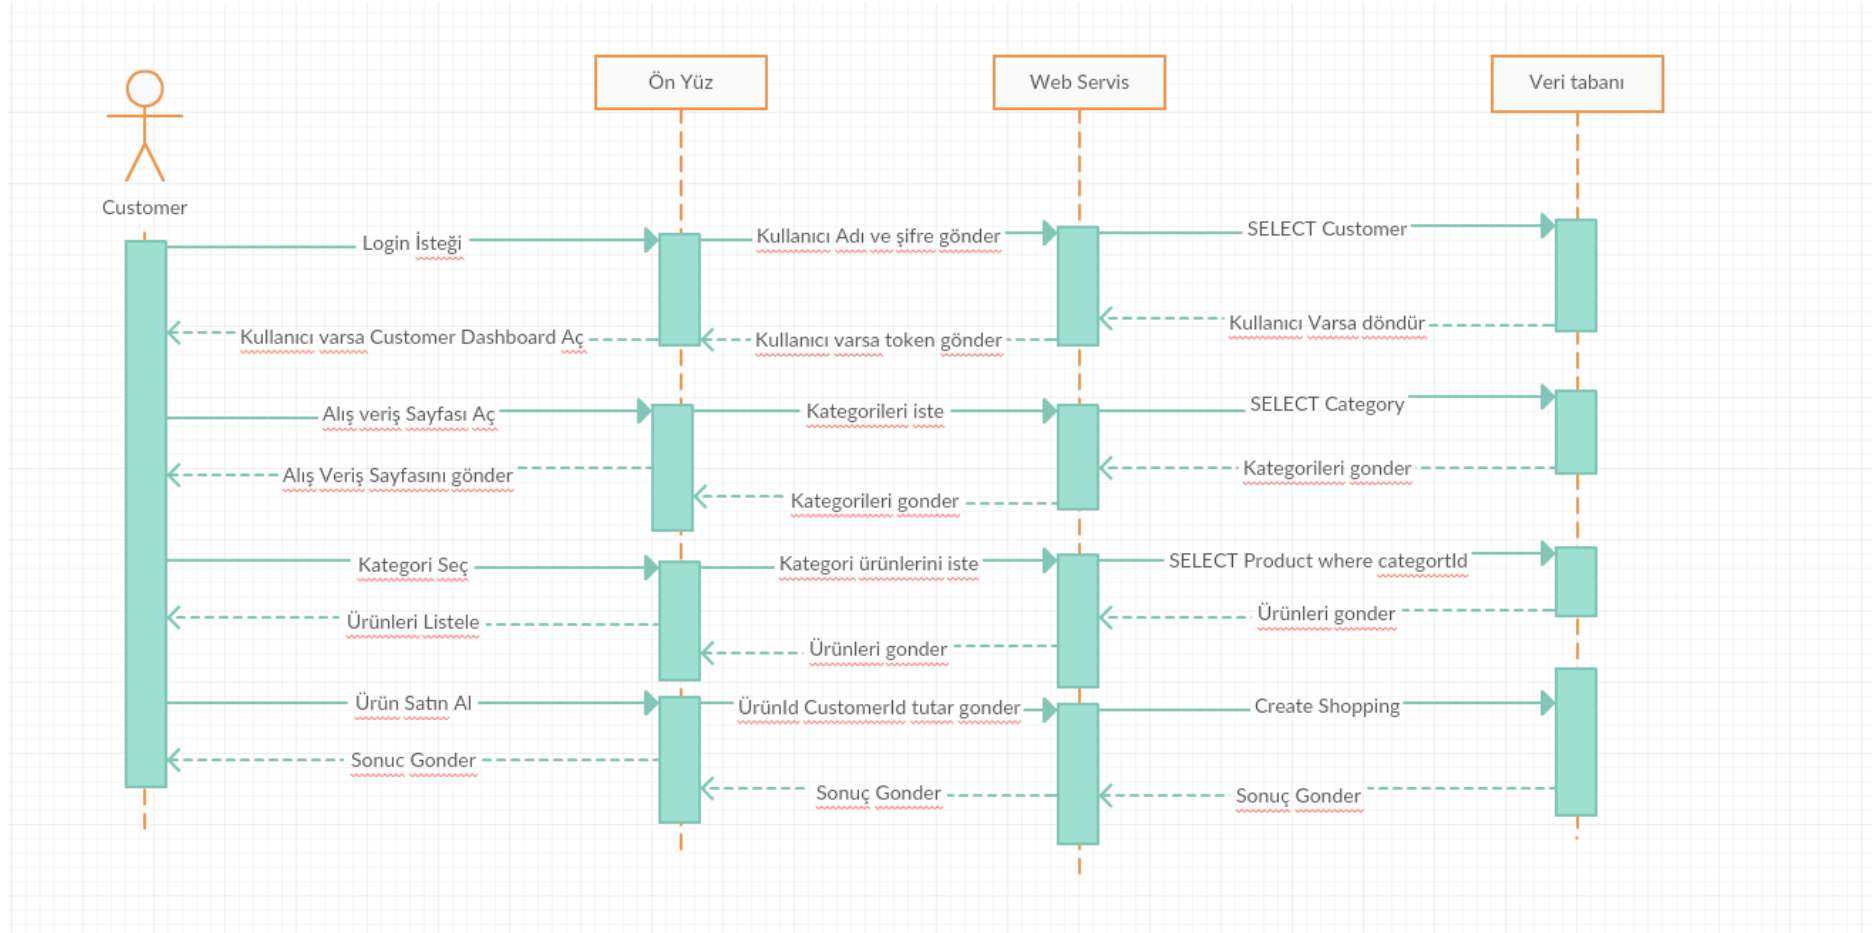 Ön Yüz
Web Servis
Veri tabanı
Customer
Login İsteği
Kullanıcı Adı ve şifre gönder
SELECT Customer
Kullanıcı varsa Customer Dashboard Aç
Kullanıcı varsa token gönder
Kullanıcı Varsa döndür
Alış veriş Sayfası Aç
Kategorileri iste
SELECT Category
Alış Veriş Sayfasını gönder
Kategorileri gonder
Kategorileri gonder
Kategori Seç
Kategori ürünlerini iste
SELECT Product where categortId
Ürünleri Listele
Ürünleri gonder
Ürünleri gonder
Ürün Satın Al
ÜrünId CustomerId tutar gonder
Create Shopping
Sonuc Gonder
Sonuç Gonder
Sonuç Gonder